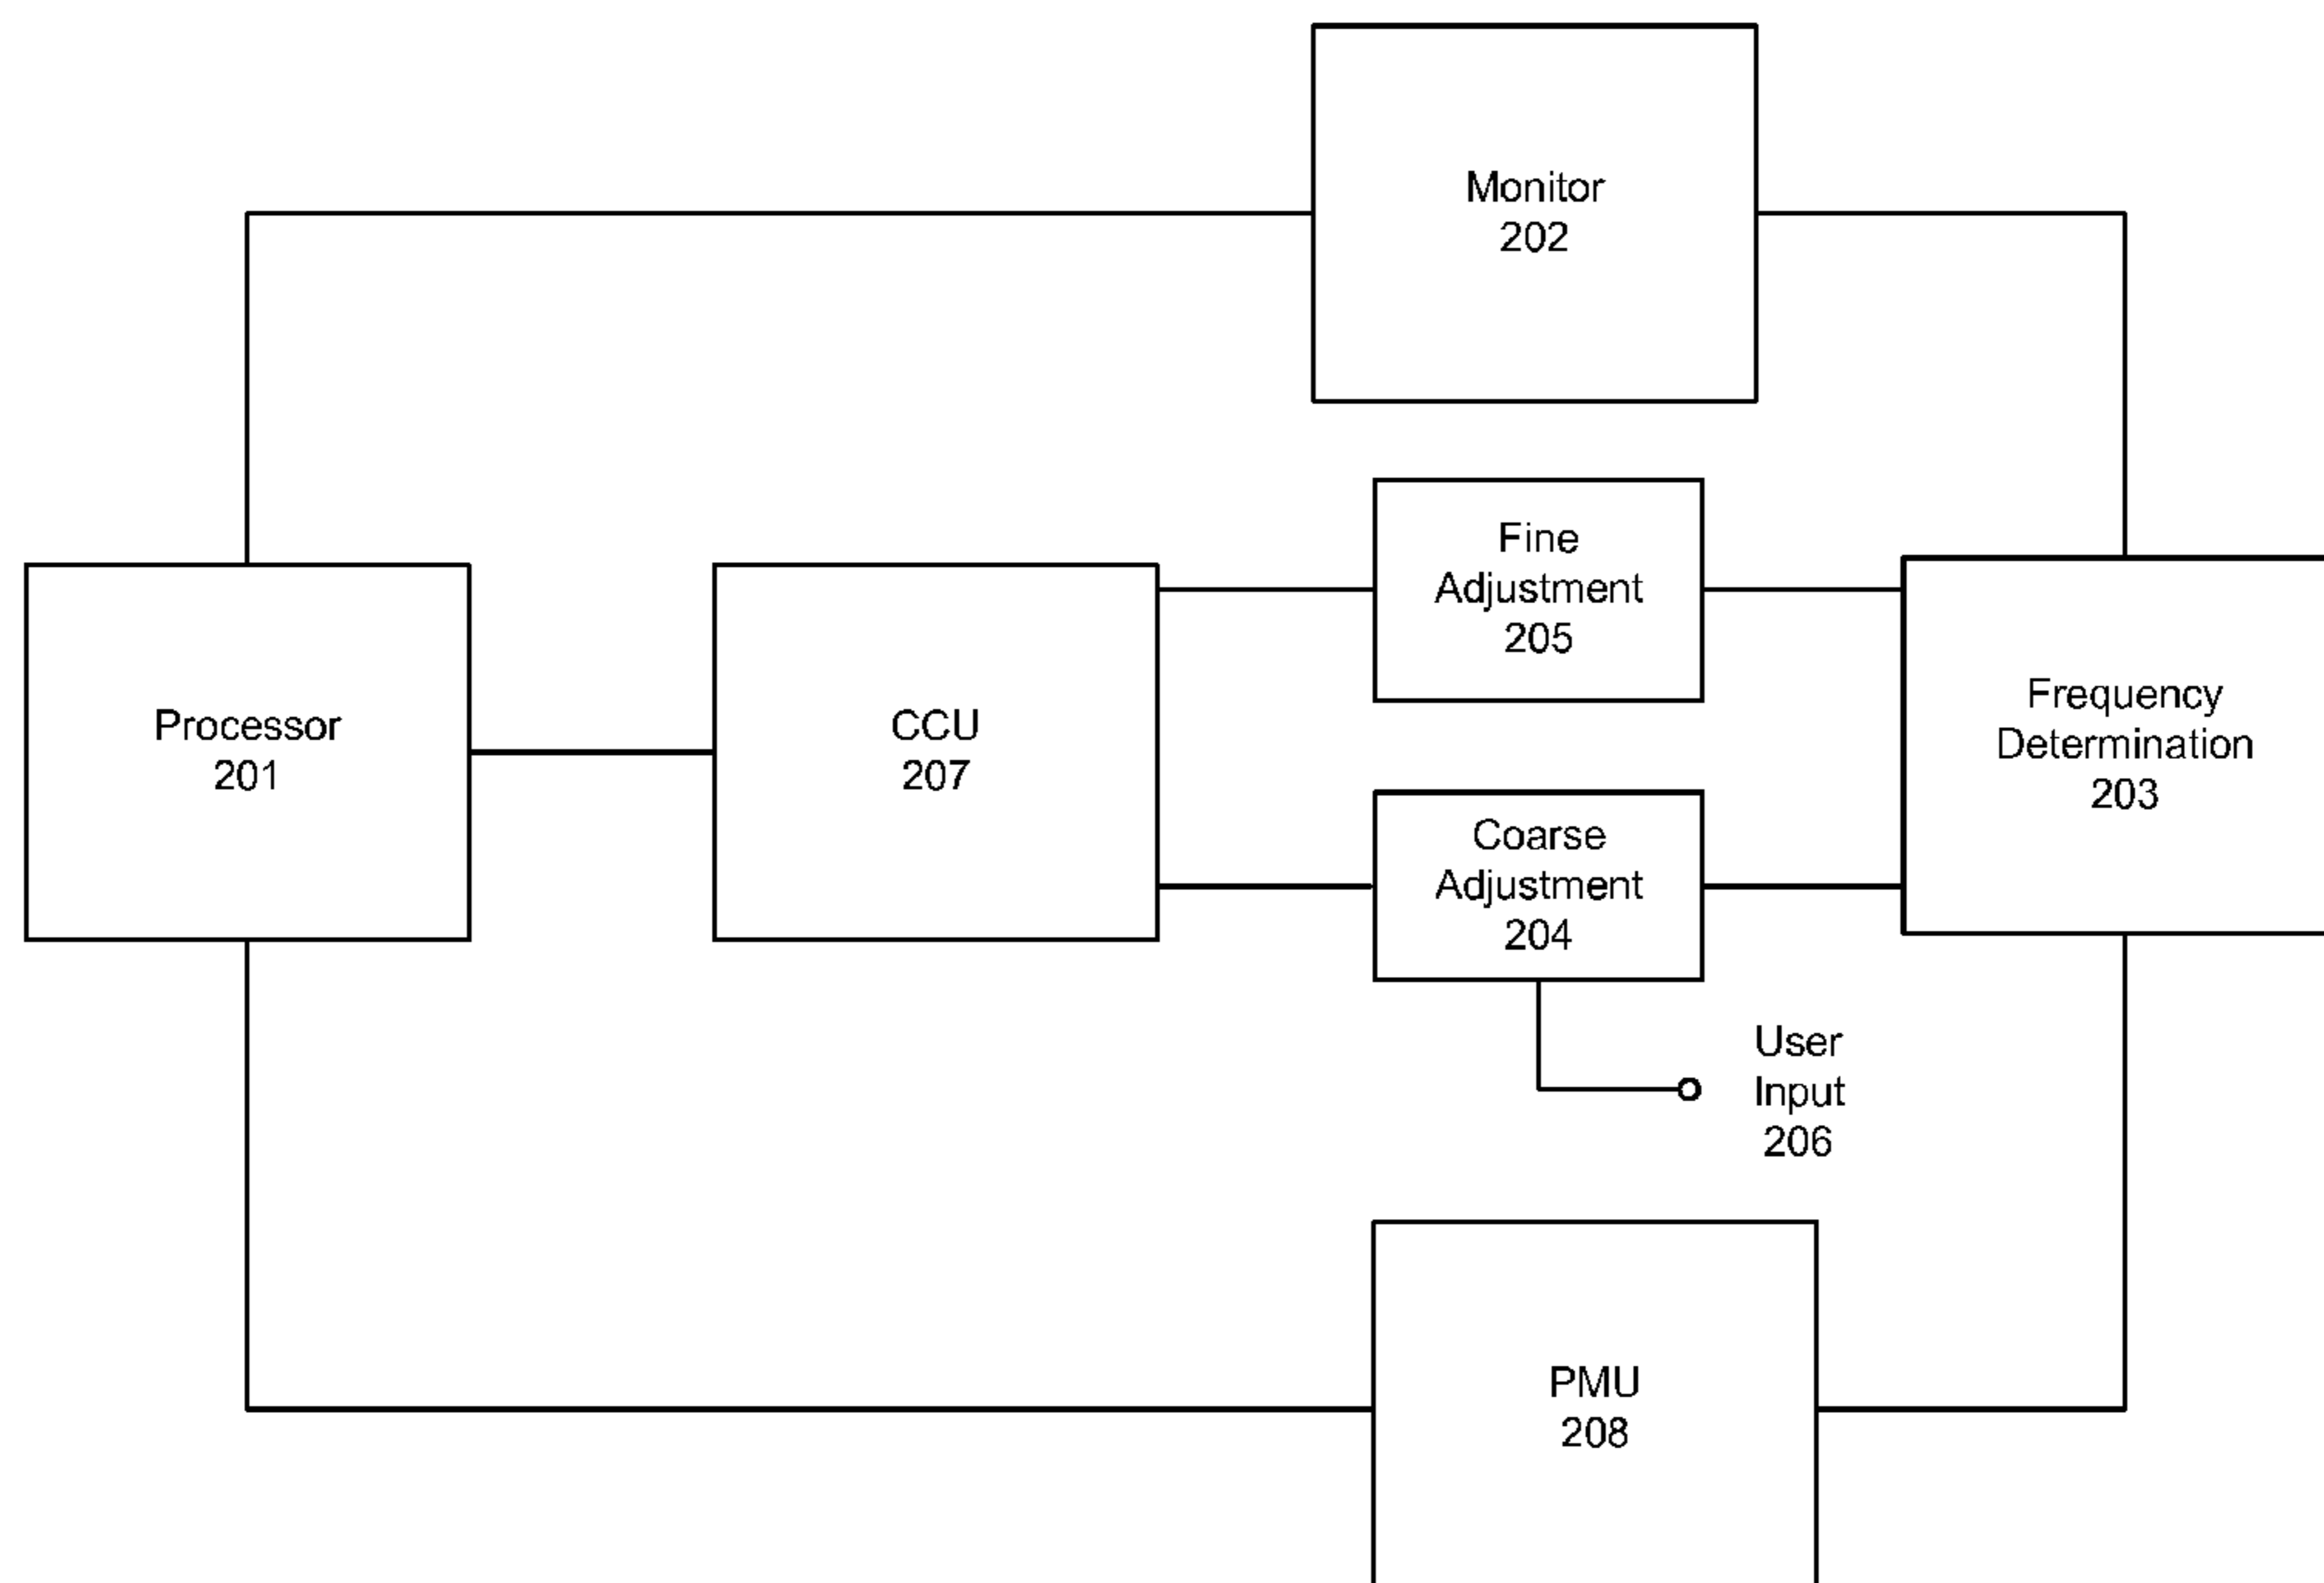 Monitor
202
Fine
Adjustment
205
Processor
201
CCU
207
Frequency
Determination
203
Coarse
Adjustment
204
User
Input
206
PMU
208